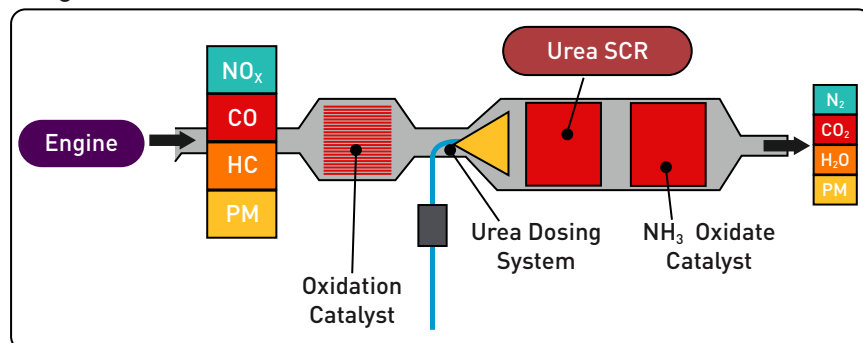 Urea SCR
NOₓ
CO
HC
PM
Engine
N₂
CO₂
H₂O
PM
Oxidation
Catalyst
Urea Dosing
System
NH₃ Oxidate
Catalyst